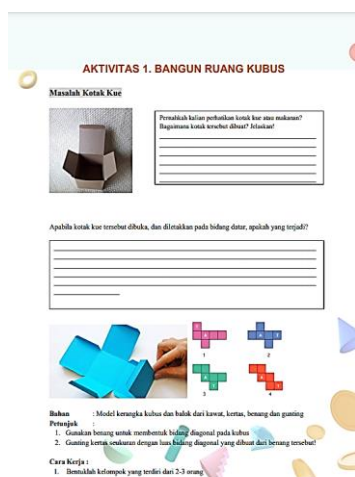 AKTIVITAS 1. BANGUN RUANG KUBUS
Masalah Kotak Kue
Pernahkah kalian perhatikan kotak kue atau makanan?
Bagaimana kotak tersebut dibuat? Jelaskan!
Apabila kotak kue tersebut dibuka, dan diletakkan pada bidang datar, apakah yang terjadi?
1
2
3
4
Bahan : Model kerangka kubus dan balok dari kawat, kertas, benang dan gunting
Petunjuk :
1. Gunakan benang untuk membentuk bidang diagonal pada kubus
2. Gunting kertas seukuran dengan luas bidang diagonal yang dibuat dari benang tersebut!
Cara Kerja :
1. Bentuklah kelompok yang terdiri dari 2-3 orang